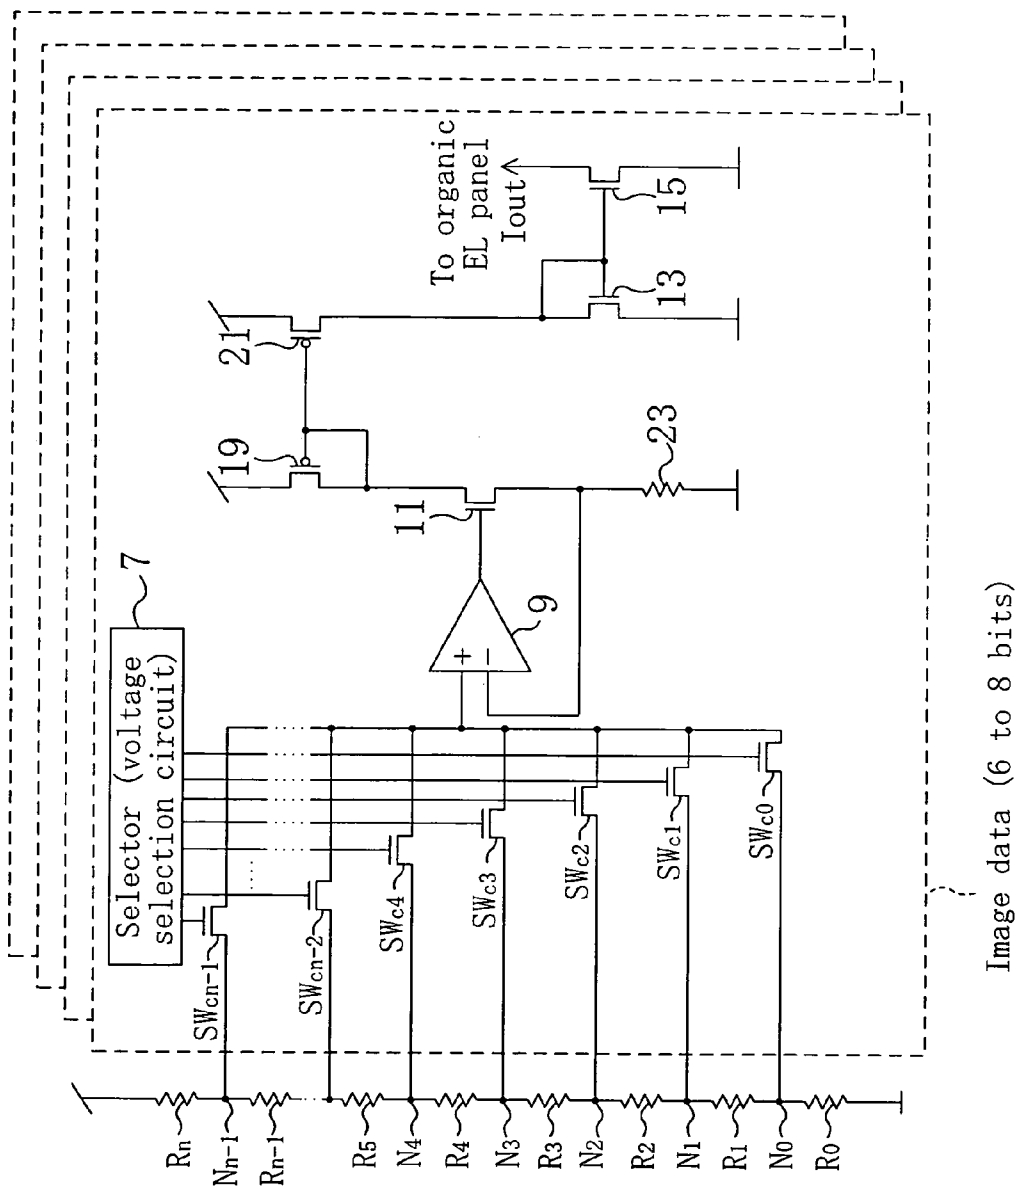 Selector (voltage
selection circuit)
7
SWcn-1
SWcn-2
SWc4
SWc3
SWc2
SWc1
SWc0
Rn
Nn-1
Rn-1
R5
N4
R4
N3
R3
N2
R2
N1
R1
N0
R0
+
−
9
11
19
21
23
13
15
To organic
EL panel
Iout
Image data (6 to 8 bits)